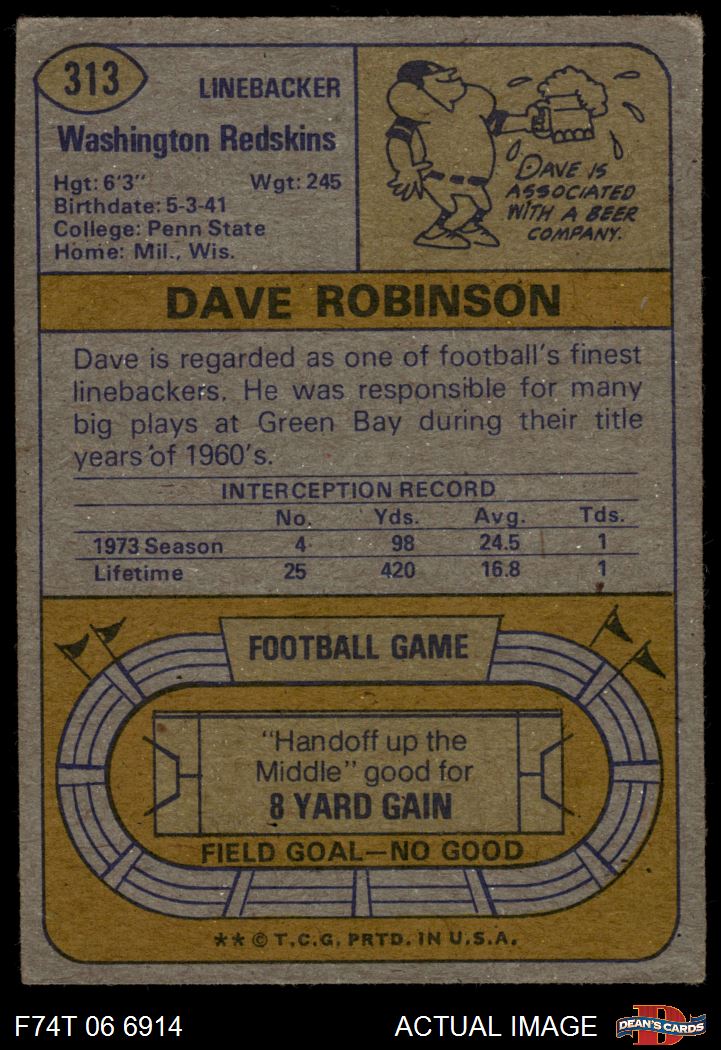 313
LINEBACKER
Washington Redskins
Hgt: 6'3" Wgt: 245
Birthdate: 5-3-41
College: Penn State
Home: Mil., Wis.
DAVE IS
ASSOCIATED
WITH A BEER
COMPANY.
DAVE ROBINSON
Dave is regarded as one of football's finest
linebackers. He was responsible for many
big plays at Green Bay during their title
years of 1960's.
INTERCEPTION RECORD
No. Yds. Avg. Tds.
1973 Season 4 98 24.5 1
Lifetime 25 420 16.8 1
FOOTBALL GAME
"Handoff up the
Middle" good for
8 YARD GAIN
FIELD GOAL—NO GOOD
** © T.C.G. PRTD. IN U.S.A.
F74T 06 6914 ACTUAL IMAGE
D
DEAN'S CARDS